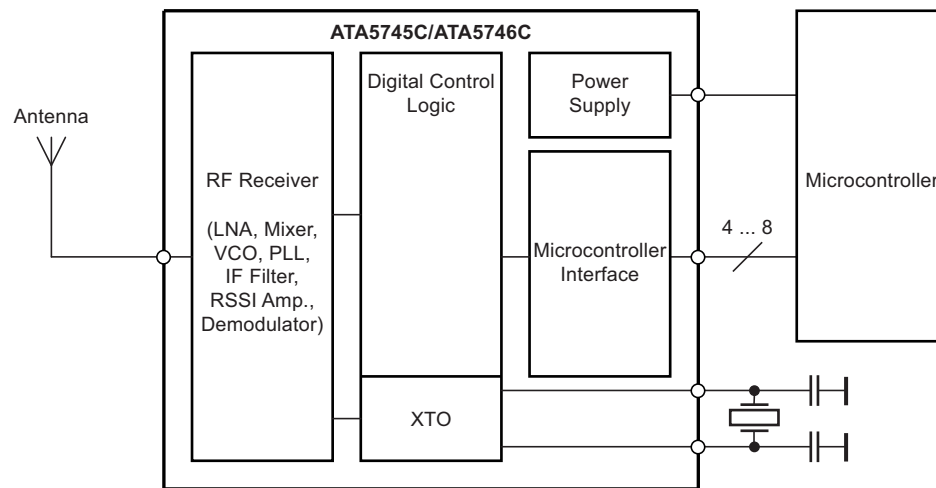 ATA5745C/ATA5746C
Antenna
RF Receiver
(LNA, Mixer,
VCO, PLL,
IF Filter,
RSSI Amp.,
Demodulator)
Digital Control
Logic
XTO
Power
Supply
Microcontroller
Interface
4 ... 8
Microcontroller